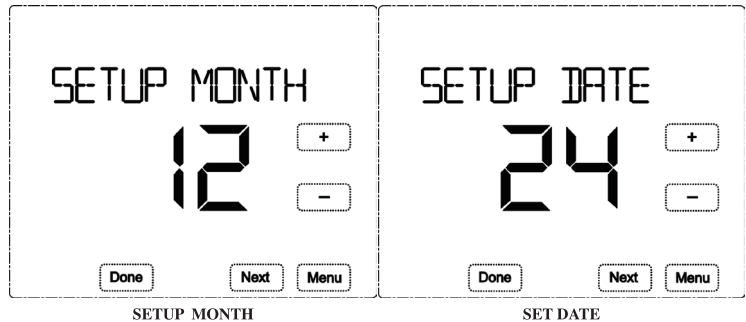 SETUP MONTH
12
+
−
Done Next Menu
SETUP MONTH
SETUP DATE
24
+
−
Done Next Menu
SET DATE